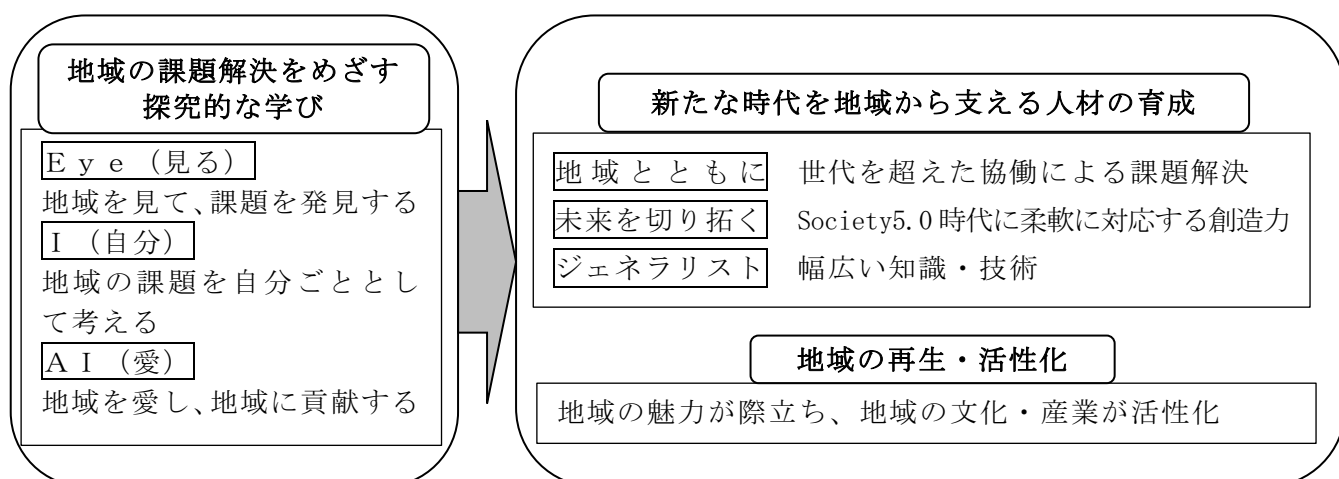 地域の課題解決をめざす
探究的な学び
Ｅｙｅ（見る）
地域を見て、課題を発見する
Ｉ（自分）
地域の課題を自分ごととし
て考える
ＡＩ（愛）
地域を愛し、地域に貢献する
新たな時代を地域から支える人材の育成
地域とともに 世代を超えた協働による課題解決
未来を切り拓く Society5.0時代に柔軟に対応する創造力
ジェネラリスト 幅広い知識・技術
地域の再生・活性化
地域の魅力が際立ち、地域の文化・産業が活性化